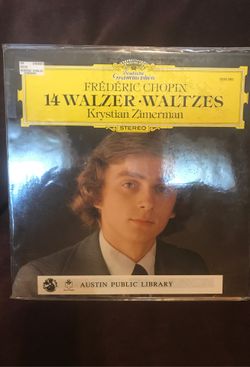 Deutsche
Grammophon
FRÉDÉRIC CHOPIN
14 WALZER · WALTZES
Krystian Zimerman
STEREO
AUSTIN PUBLIC LIBRARY